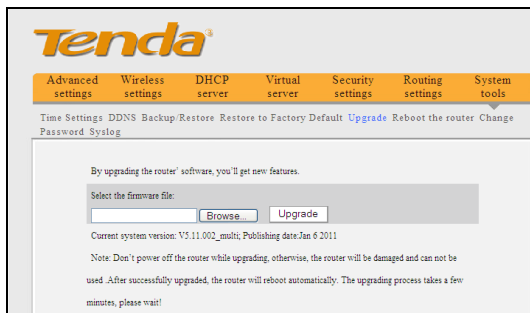 Tenda
Advanced settings Wireless settings DHCP server Virtual server Security settings Routing settings System tools
Time Settings DDNS Backup/Restore Restore to Factory Default Upgrade Reboot the router Change
Password Syslog
By upgrading the router' software, you'll get new features.
Select the firmware file:
Browse... Upgrade
Current system version: V5.11.002_multi; Publishing date:Jan 6 2011
Note: Don't power off the router while upgrading, otherwise, the router will be damaged and can not be
used .After successfully upgraded, the router will reboot automatically. The upgrading process takes a few
minutes, please wait!